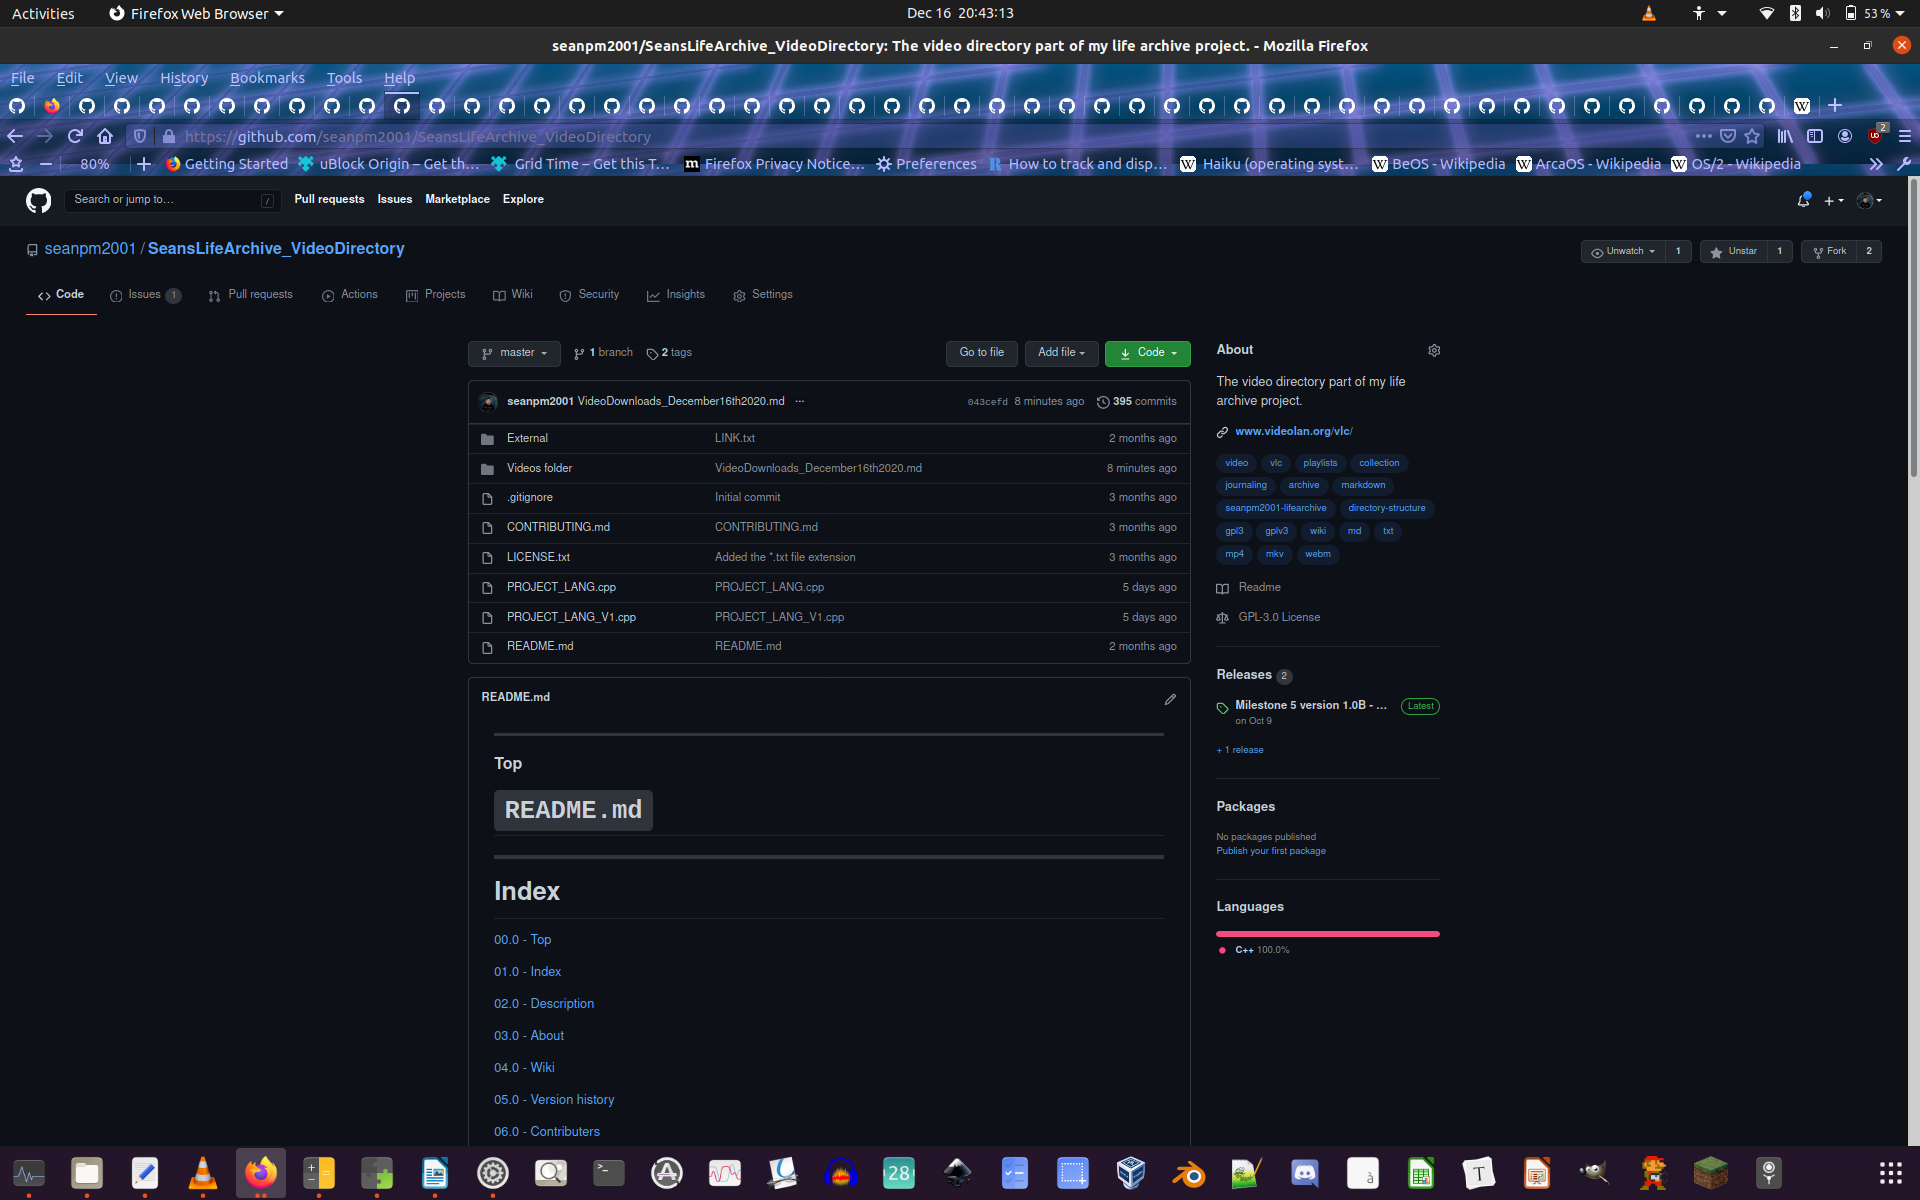 Activities Firefox Web Browser Dec 16 20:43:13 53 %
seanpm2001/SeansLifeArchive_VideoDirectory: The video directory part of my life archive project. - Mozilla Firefox
File Edit View History Bookmarks Tools Help
https://github.com/seanpm2001/SeansLifeArchive_VideoDirectory 2
80% Getting Started uBlock Origin – Get th… Grid Time – Get this T… Firefox Privacy Notice… Preferences How to track and disp… Haiku (operating syst… BeOS - Wikipedia ArcaOS - Wikipedia OS/2 - Wikipedia
Search or jump to… / Pull requests Issues Marketplace Explore
seanpm2001 / SeansLifeArchive_VideoDirectory Unwatch 1 Unstar 1 Fork 2
Code Issues 1 Pull requests Actions Projects Wiki Security Insights Settings
master 1 branch 2 tags Go to file Add file Code
seanpm2001 VideoDownloads_December16th2020.md ··· 043cefd 8 minutes ago 395 commits
External LINK.txt 2 months ago
Videos folder VideoDownloads_December16th2020.md 8 minutes ago
.gitignore Initial commit 3 months ago
CONTRIBUTING.md CONTRIBUTING.md 3 months ago
LICENSE.txt Added the *.txt file extension 3 months ago
PROJECT_LANG.cpp PROJECT_LANG.cpp 5 days ago
PROJECT_LANG_V1.cpp PROJECT_LANG_V1.cpp 5 days ago
README.md README.md 2 months ago
README.md
Top
README.md
Index
00.0 - Top
01.0 - Index
02.0 - Description
03.0 - About
04.0 - Wiki
05.0 - Version history
06.0 - Contributers
About
The video directory part of my life
archive project.
www.videolan.org/vlc/
video vlc playlists collection
journaling archive markdown
seanpm2001-lifearchive directory-structure
gpl3 gplv3 wiki md txt
mp4 mkv webm
Readme
GPL-3.0 License
Releases 2
Milestone 5 version 1.0B - … Latest
on Oct 9
+ 1 release
Packages
No packages published
Publish your first package
Languages
C++ 100.0%
28